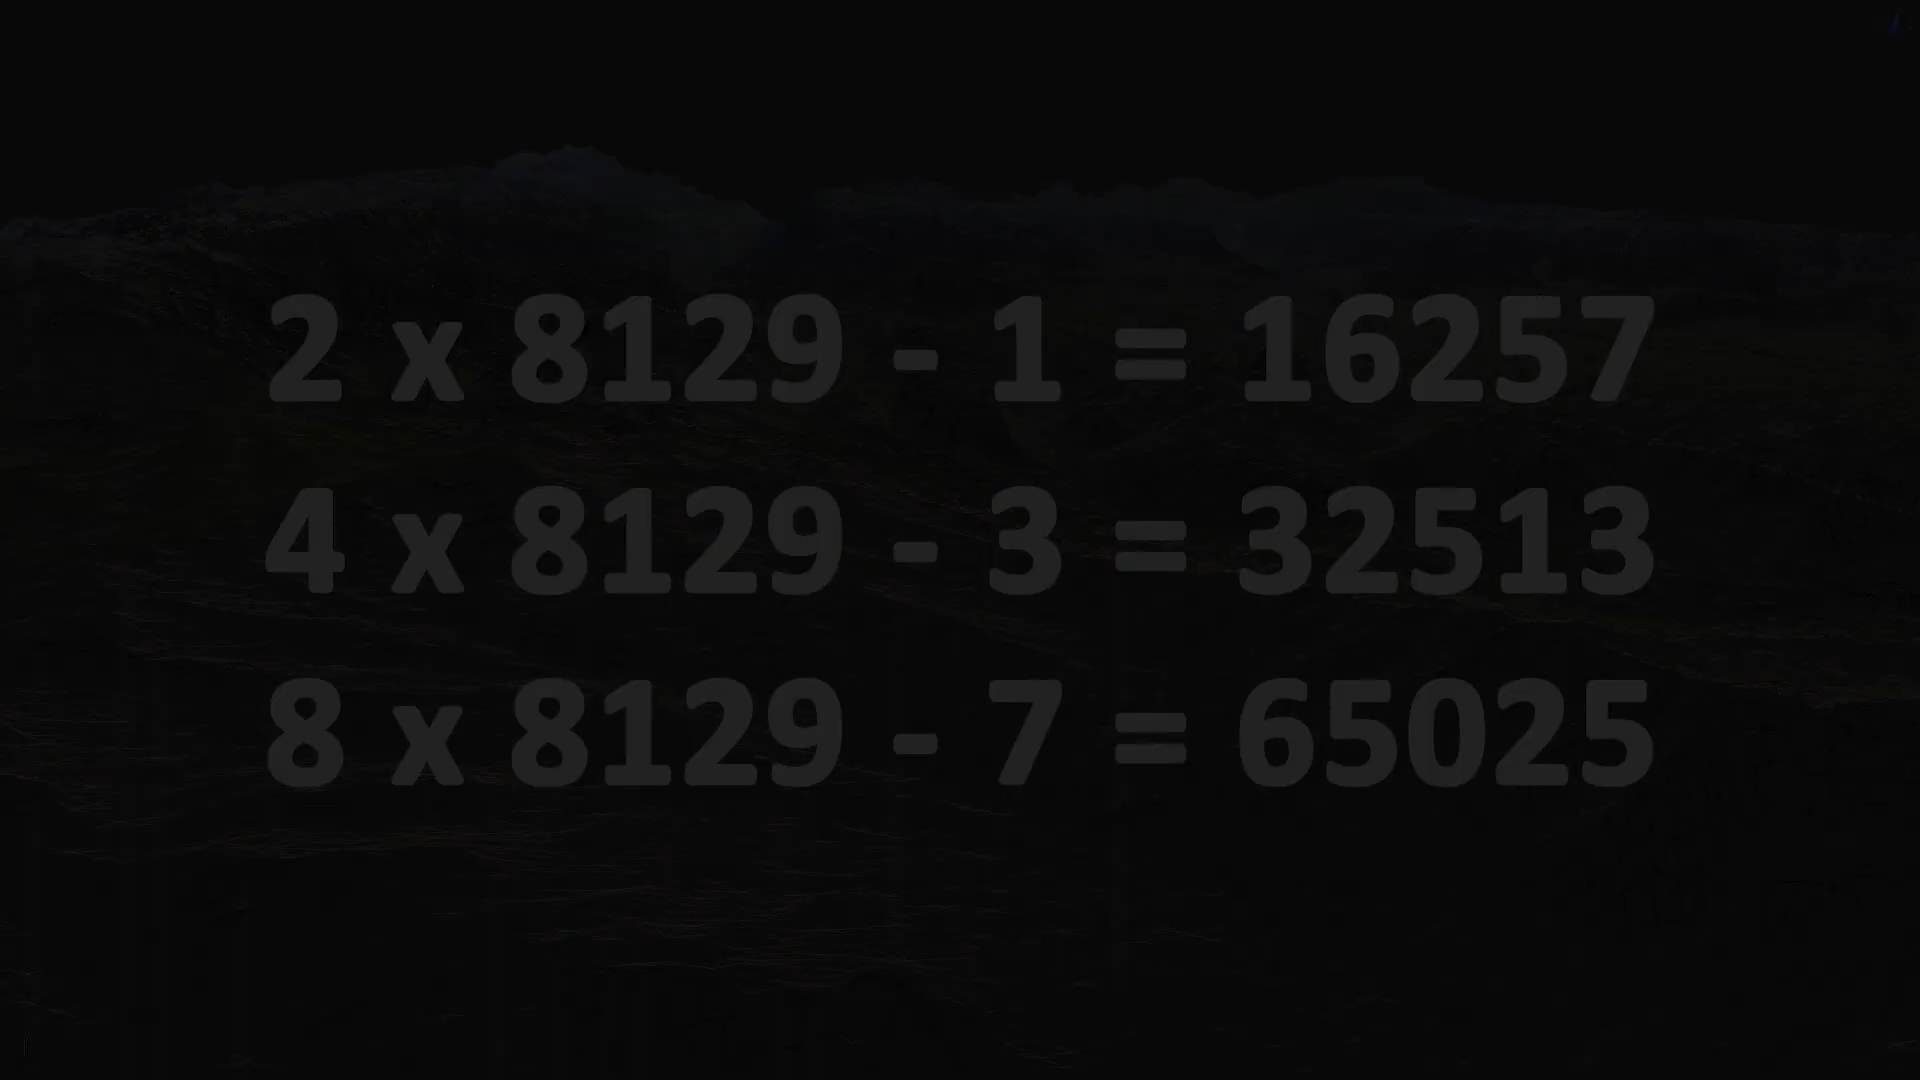 2 x 8129 - 1 = 16257
4 x 8129 - 3 = 32513
8 x 8129 - 7 = 65025